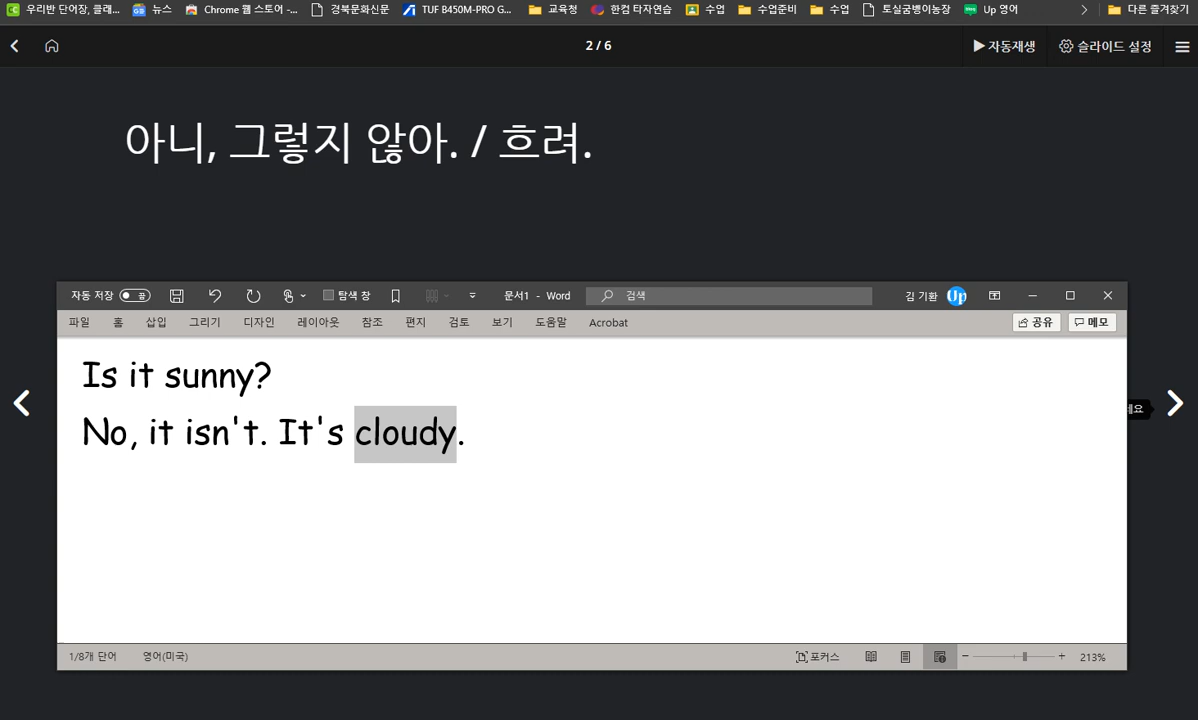 우리반 단어장, 클래... 뉴스 Chrome 웹 스토어 -... 경북문화신문 TUF B450M-PRO G... 교육청 한컴 타자연습 수업 수업준비 수업 토실굼벵이농장 Up 영어 다른 즐겨찾기
2 / 6 자동재생 슬라이드 설정
아니, 그렇지 않아. / 흐려.
자동 저장 끔 탐색 창 문서1 - Word 검색 김 기환 Up
파일 홈 삽입 그리기 디자인 레이아웃 참조 편지 검토 보기 도움말 Acrobat 공유 메모
Is it sunny?
No, it isn't. It's cloudy.
1/8개 단어 영어(미국) 포커스 213%